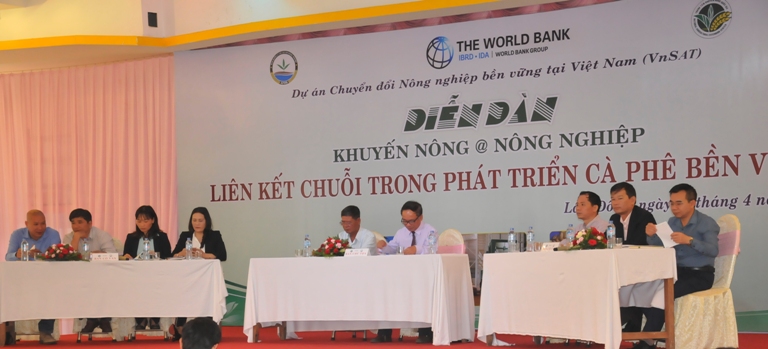 THE WORLD BANK
IBRD - IDA | WORLD BANK GROUP
Dự án Chuyển đổi Nông nghiệp bền vững tại Việt Nam (VnSAT)
DIỄN ĐÀN
KHUYẾN NÔNG @ NÔNG NGHIỆP
LIÊN KẾT CHUỖI TRONG PHÁT TRIỂN CÀ PHÊ BỀN V
ngày tháng 4